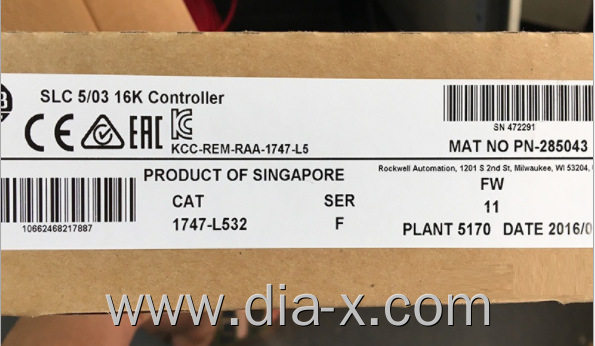 SLC 5/03 16K Controller
CE EAC
KCC-REM-RAA-1747-L5
SN 472291
MAT NO PN-285043
Rockwell Automation, 1201 S 2nd St, Milwaukee, WI 53204,
PRODUCT OF SINGAPORE
FW
CAT SER
11
1747-L532 F
PLANT 5170 DATE 2016/0
10662468217887
www.dia-x.com